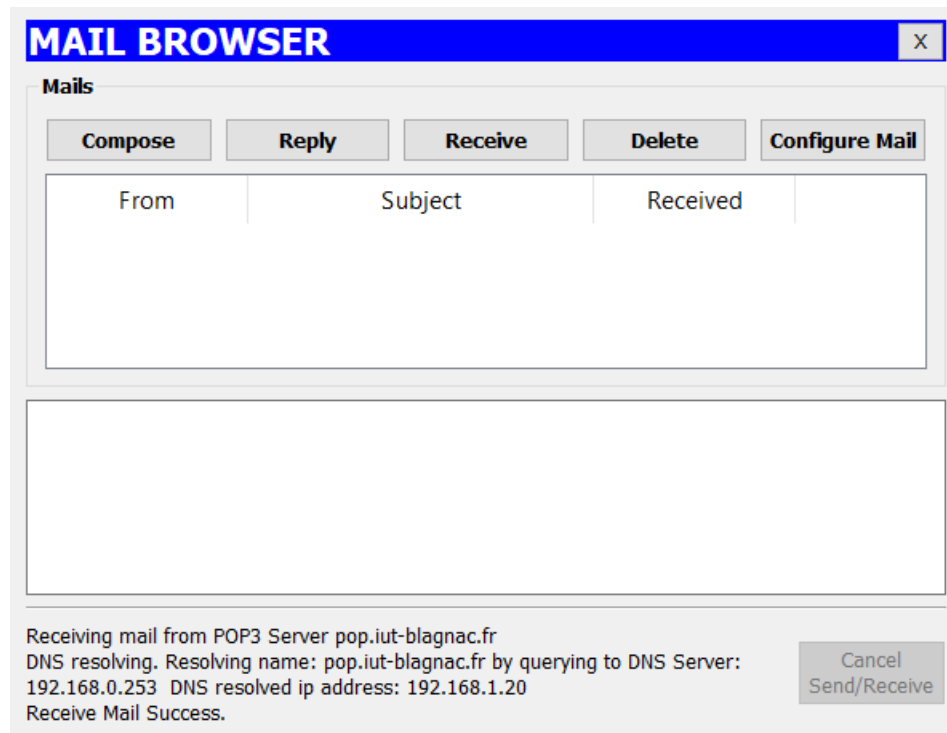 MAIL BROWSER
X
Mails
Compose Reply Receive Delete Configure Mail
From Subject Received
Receiving mail from POP3 Server pop.iut-blagnac.fr
DNS resolving. Resolving name: pop.iut-blagnac.fr by querying to DNS Server:
192.168.0.253  DNS resolved ip address: 192.168.1.20
Receive Mail Success.
Cancel
Send/Receive